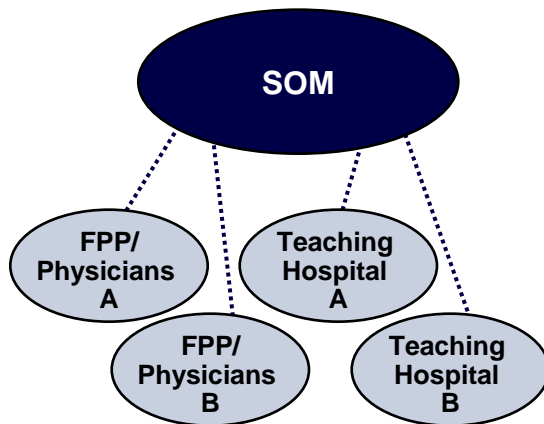 SOM
FPP/
Physicians
A
Teaching
Hospital
A
FPP/
Physicians
B
Teaching
Hospital
B